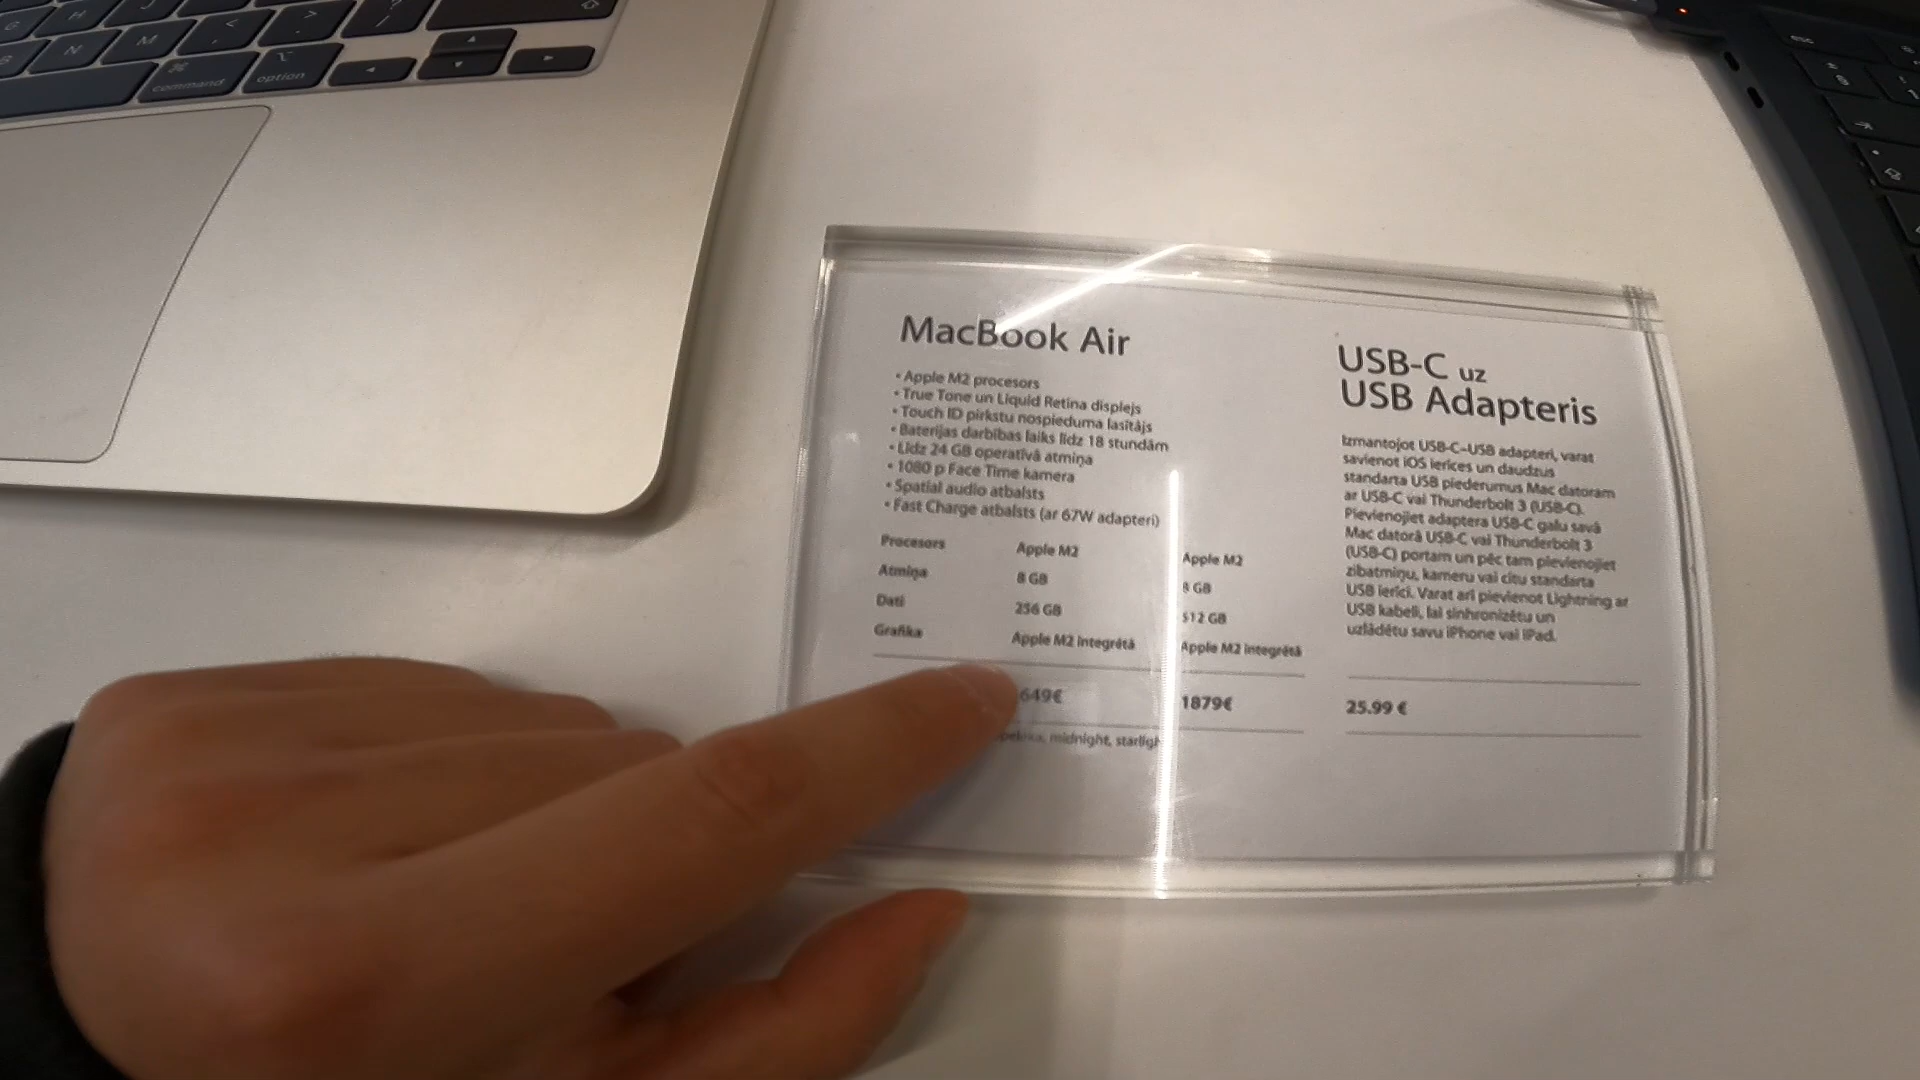 command
option
esc
MacBook Air
• Apple M2 procesors
• True Tone un Liquid Retina displejs
• Touch ID pirkstu nospieduma lasītājs
• Baterijas darbības laiks līdz 18 stundām
• Līdz 24 GB operatīvā atmiņa
• 1080 p Face Time kamera
• Spatial audio atbalsts
• Fast Charge atbalsts (ar 67W adapteri)
Procesors Apple M2 Apple M2
Atmiņa 8 GB 8 GB
Dati 256 GB 512 GB
Grafika Apple M2 Integrētā Apple M2 Integrētā
649€ 1879€
midnight,
USB-C uz
USB Adapteris
Izmantojot USB-C–USB adapteri, varat
savienot iOS ierīces un daudzus
standarta USB piederumus Mac datoram
ar USB-C vai Thunderbolt 3 (USB-C).
Pievienojiet adaptera USB-C galu savā
Mac datorā USB-C vai Thunderbolt 3
(USB-C) portam un pēc tam pievienojiet
zibatmiņu, kameru vai citu standarta
USB ierīci. Varat arī pievienot Lightning ar
USB kabeli, lai sinhronizētu un
uzlādētu savu iPhone vai iPad.
25.99 €